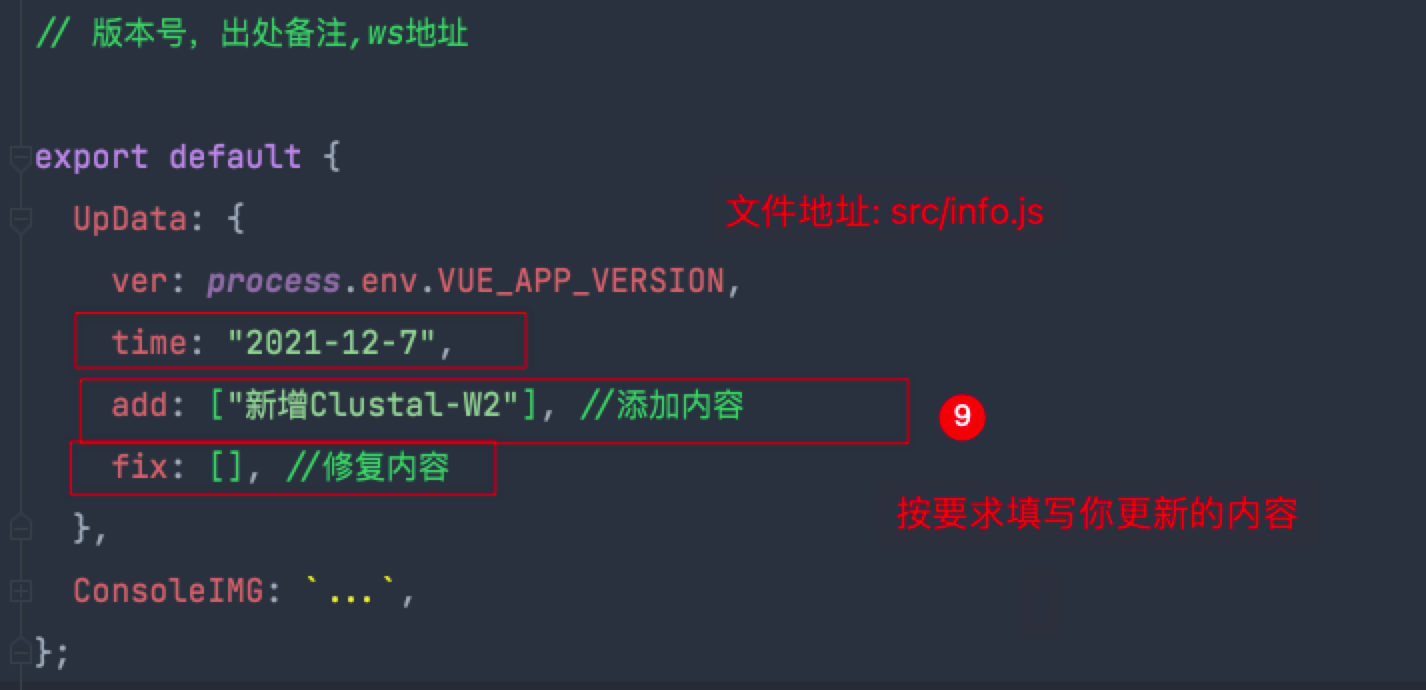 // 版本号，出处备注,ws地址
export default {
UpData: {
文件地址: src/info.js
ver: process.env.VUE_APP_VERSION,
time: "2021-12-7",
add: ["新增Clustal-W2"], //添加内容
9
fix: [], //修复内容
按要求填写你更新的内容
},
ConsoleIMG: `...`,
};